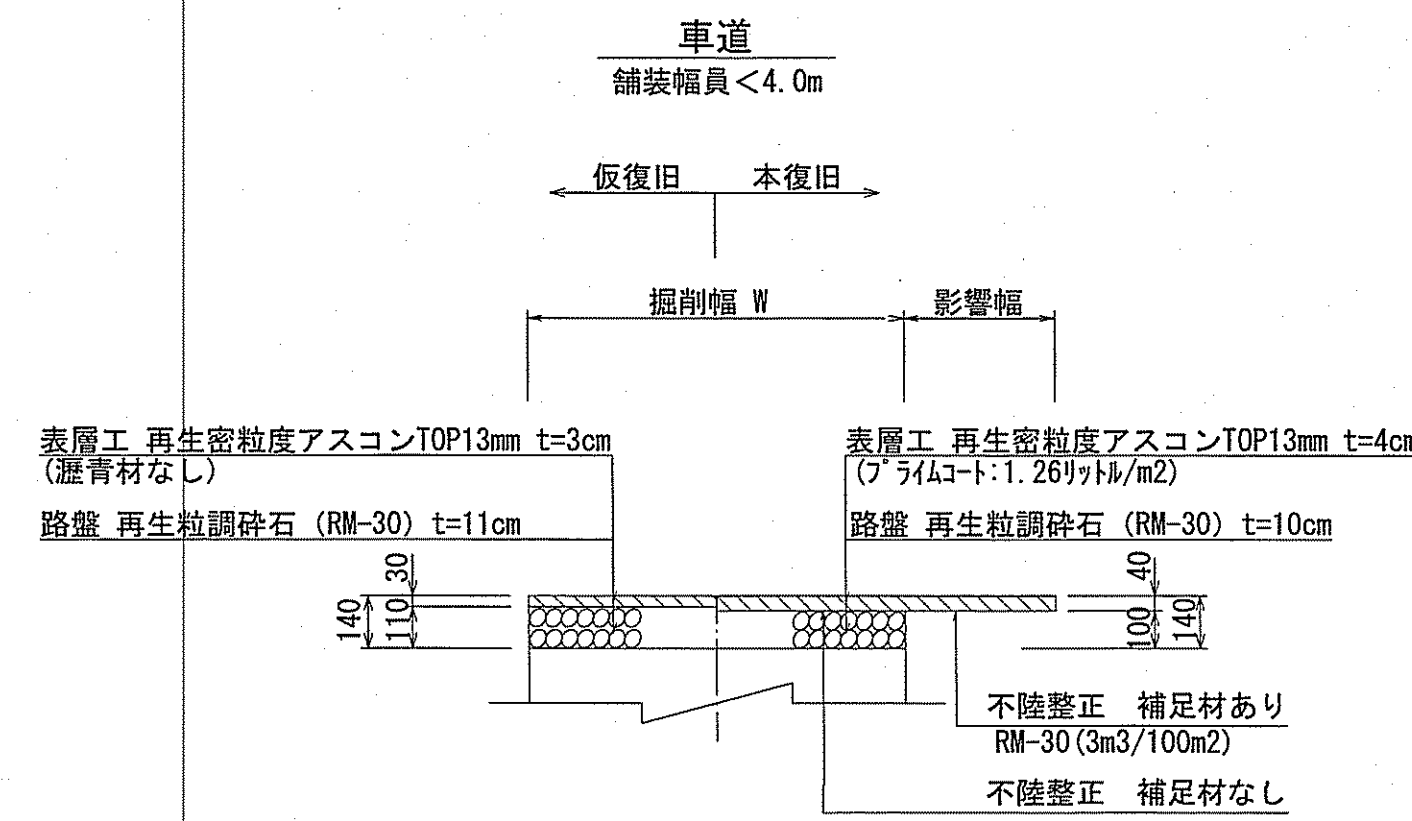 車道
舗装幅員<4.0m
仮復旧 本復旧
掘削幅 W 影響幅
表層工 再生密粒度アスコンTOP13mm t=3cm
(瀝青材なし)
路盤 再生粒調砕石 (RM-30) t=11cm
表層工 再生密粒度アスコンTOP13mm t=4cm
(プライムコート:1.26リットル/m2)
路盤 再生粒調砕石 (RM-30) t=10cm
140
30
110
40
100
140
不陸整正 補足材あり
RM-30(3m3/100m2)
不陸整正 補足材なし